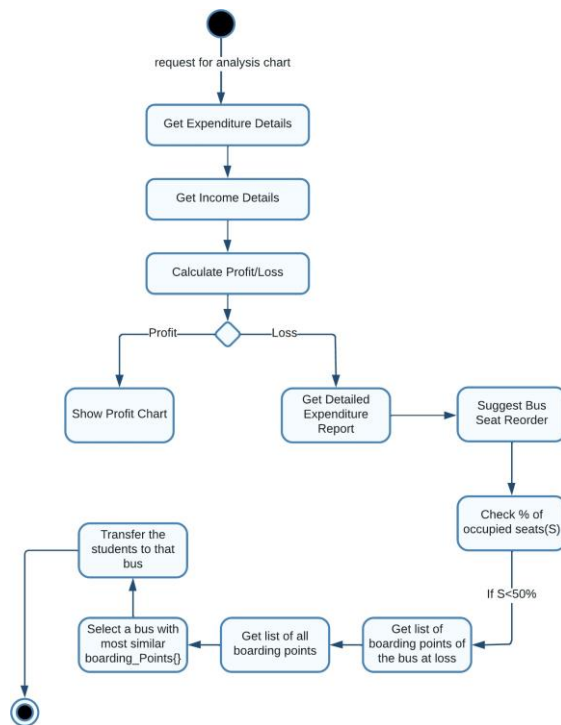 request for analysis chart
Get Expenditure Details
Get Income Details
Calculate Profit/Loss
Profit
Loss
Show Profit Chart
Get Detailed
Expenditure
Report
Suggest Bus
Seat Reorder
Check % of
occupied seats(S)
If S<50%
Get list of
boarding points of
the bus at loss
Get list of all
boarding points
Select a bus with
most similar
boarding_Points{}
Transfer the
students to that
bus